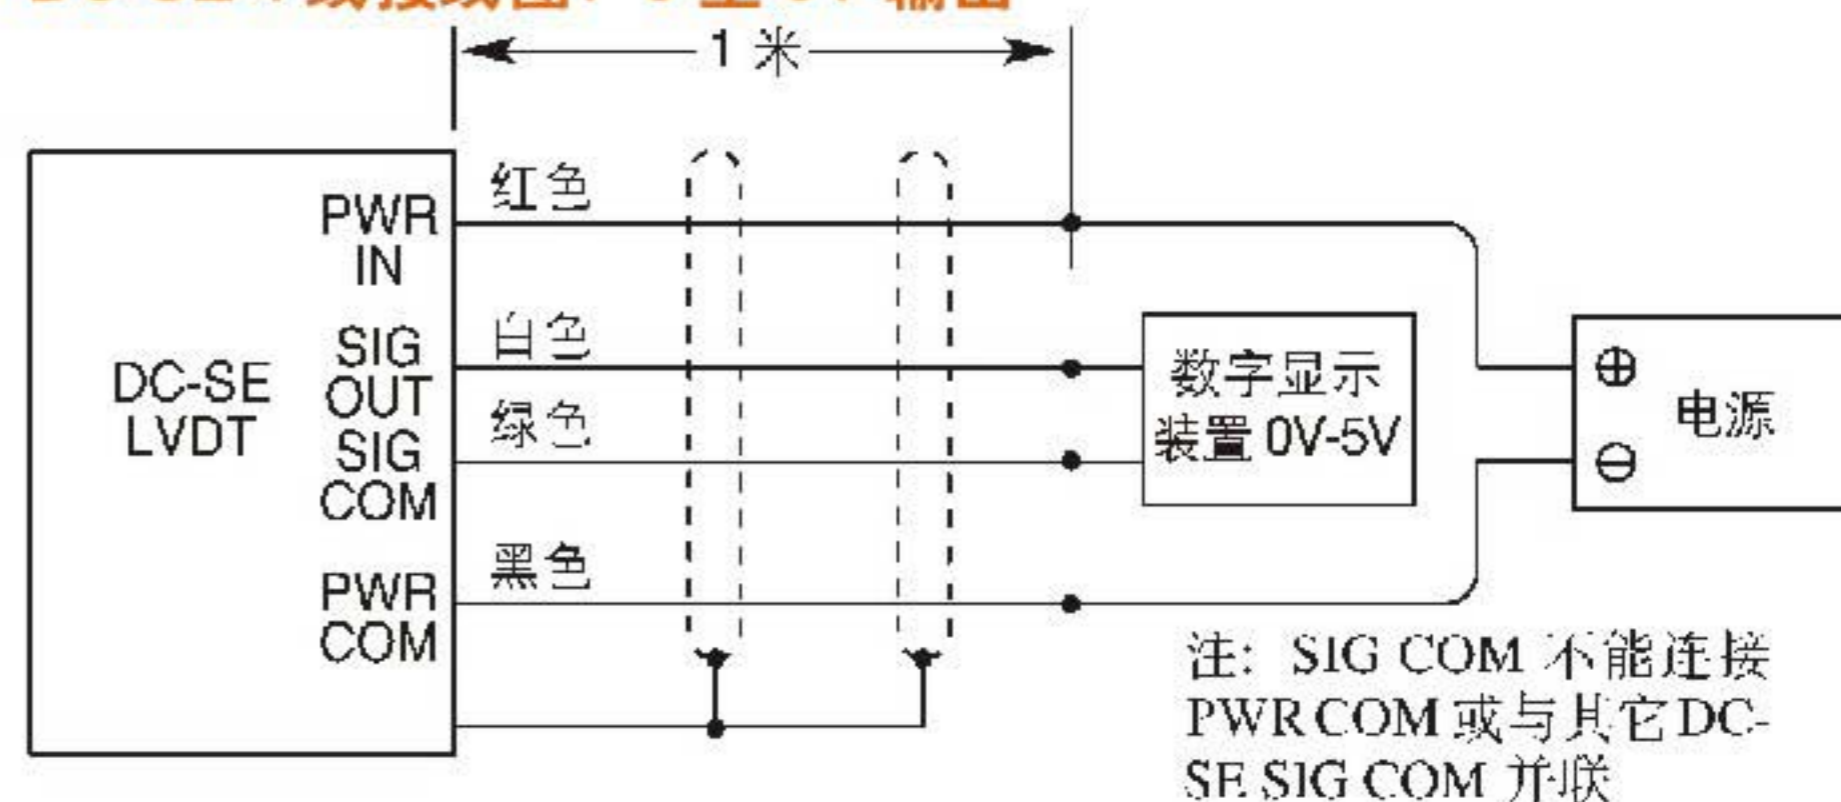 1 米
红色
PWR
IN
白色
SIG
OUT
绿色
SIG
COM
黑色
PWR
COM
DC-SE
LVDT
数字显示
装置 0V-5V
⊕
⊖
电源
注: SIG COM 不能连接
PWR COM 或与其它 DC-
SE SIG COM 并联